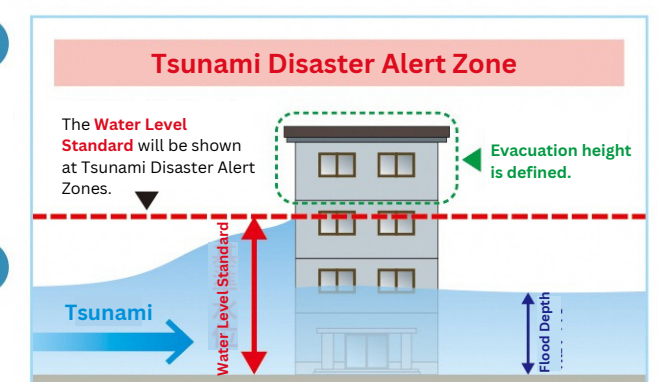 Tsunami Disaster Alert Zone
The Water Level
Standard will be shown
at Tsunami Disaster Alert
Zones.
Evacuation height
is defined.
Water Level Standard
Tsunami
Flood Depth